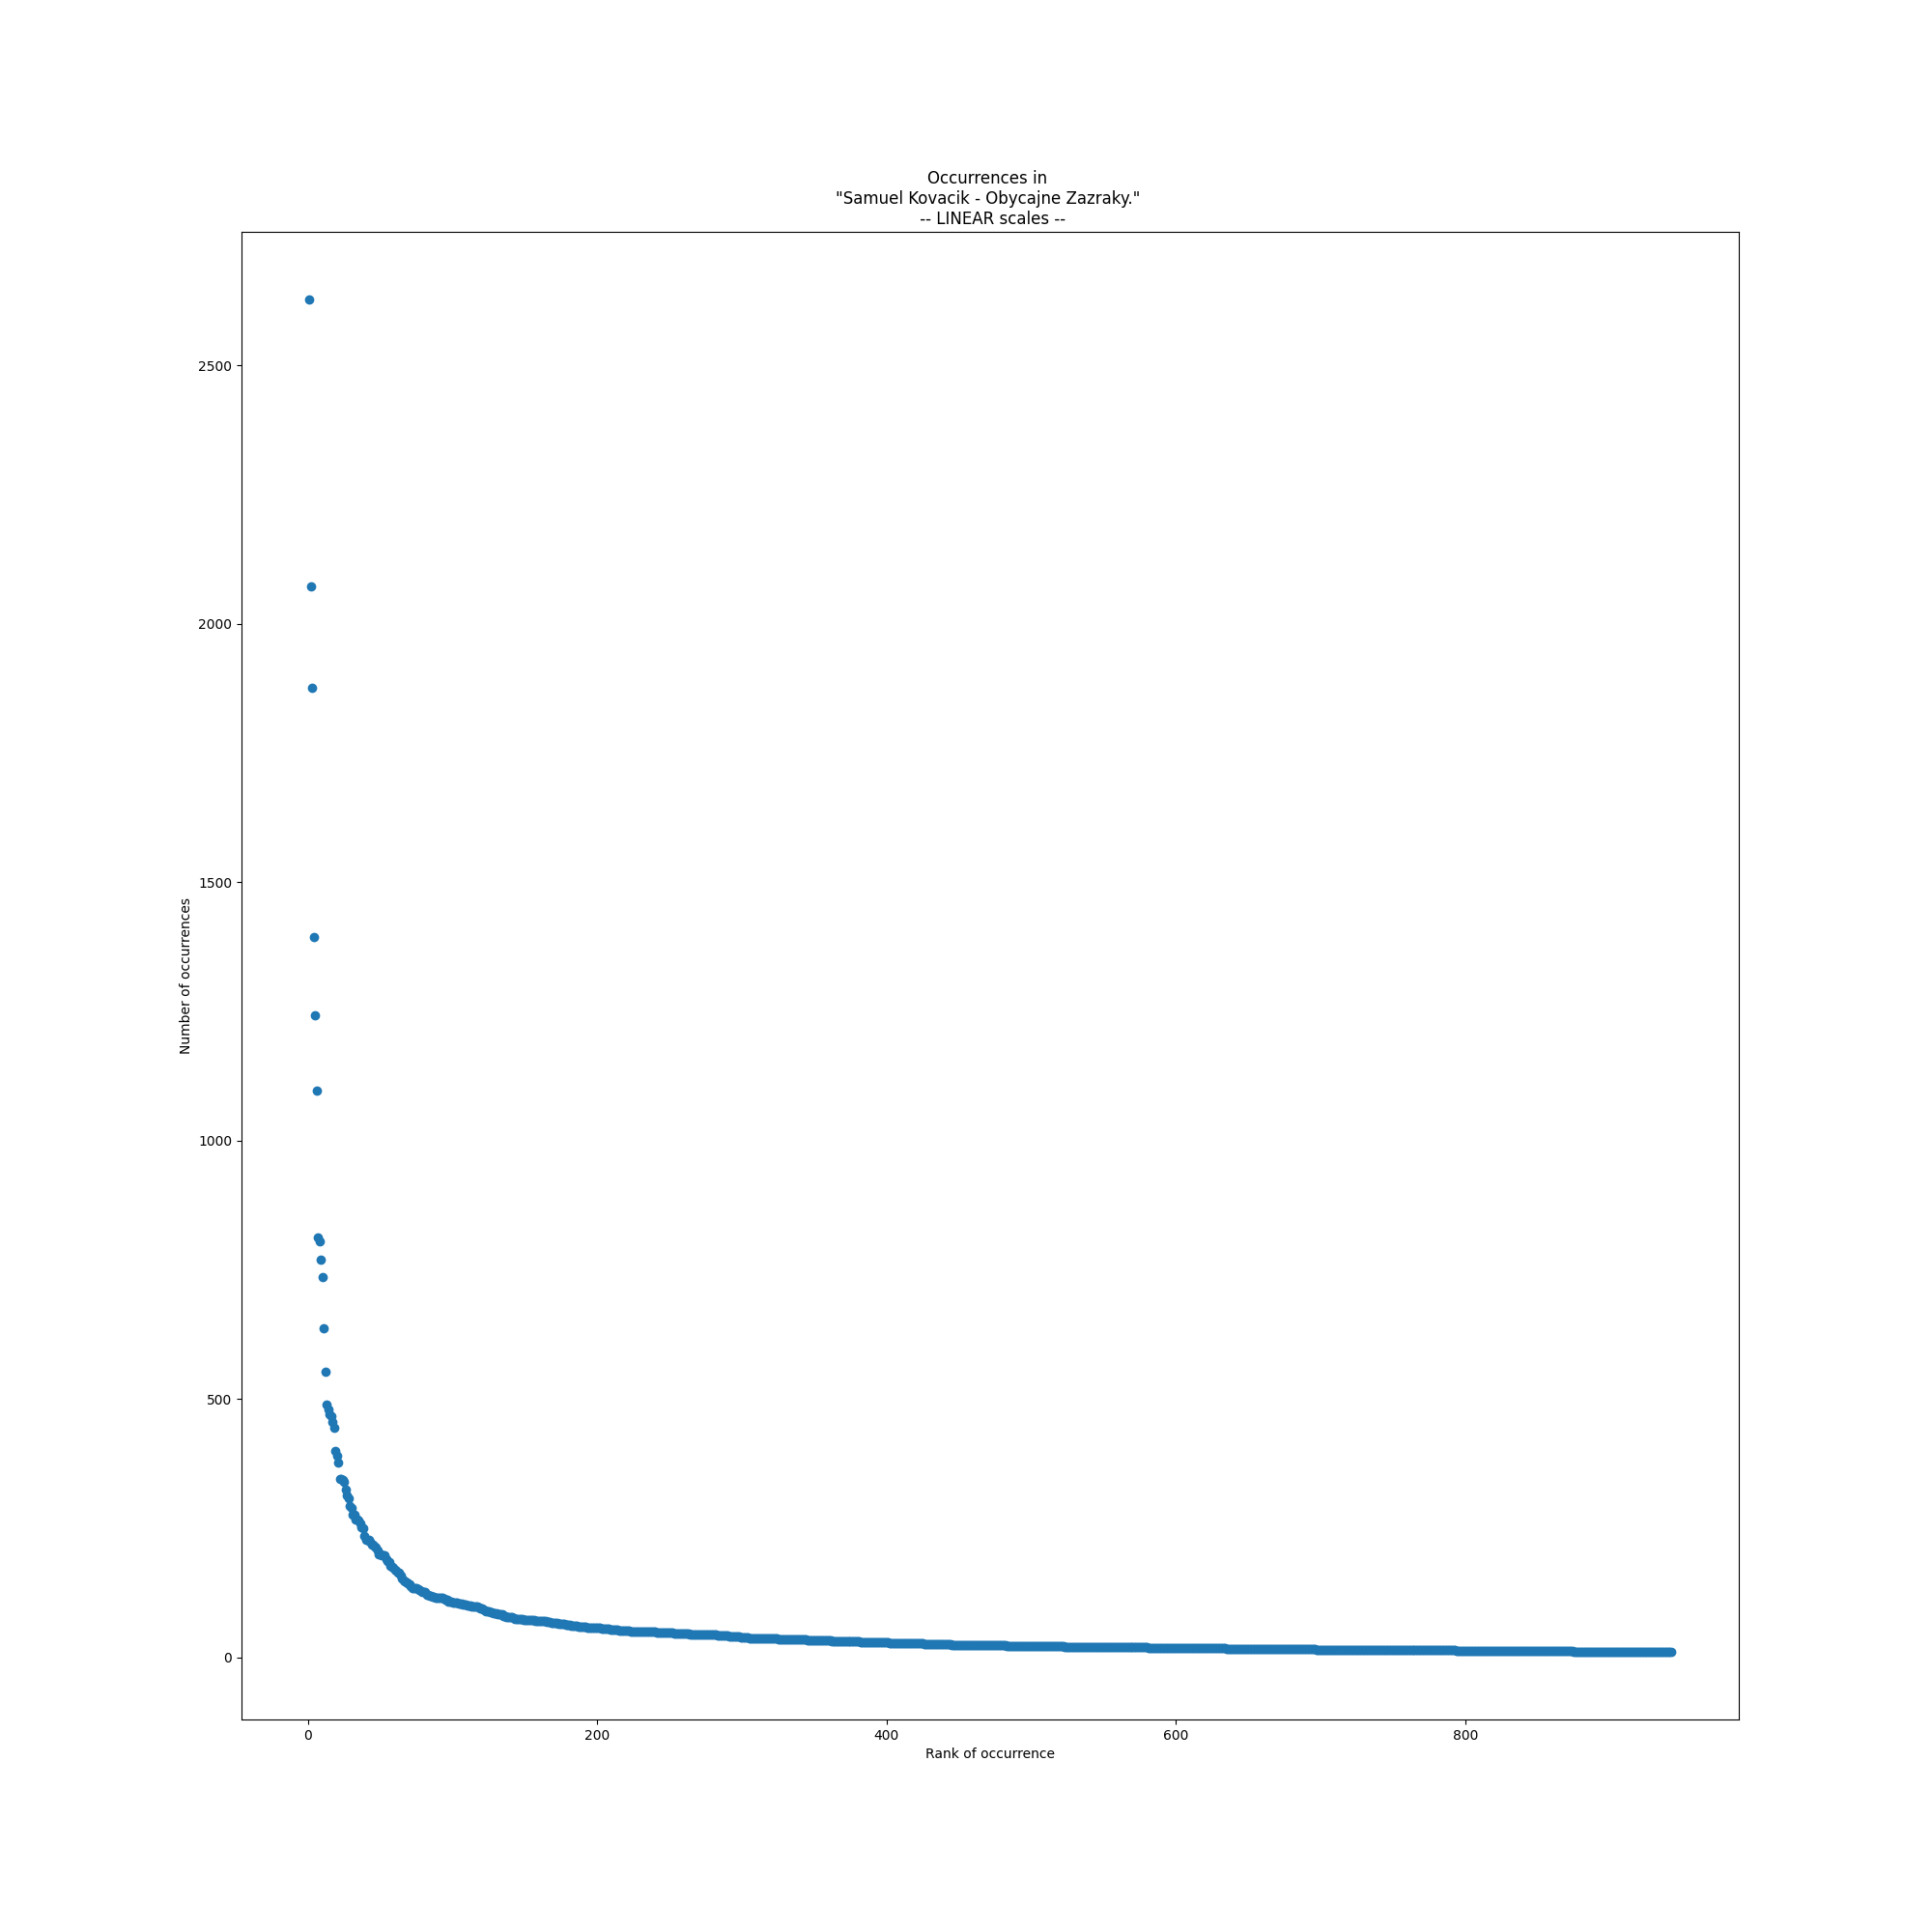 Occurrences in
"Samuel Kovacik - Obycajne Zazraky."
-- LINEAR scales --
2500
2000
1500
1000
500
0
Number of occurrences
0 200 400 600 800
Rank of occurrence